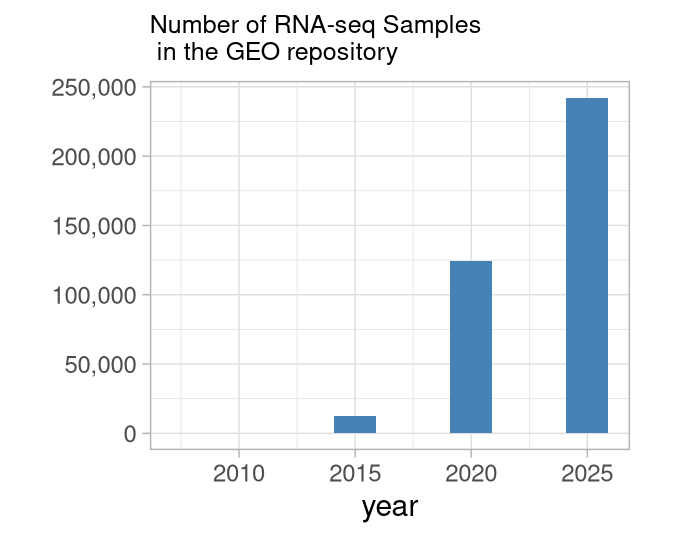 Number of RNA-seq Samples
in the GEO repository
250,000
200,000
150,000
100,000
50,000
0
2010 2015 2020 2025
year